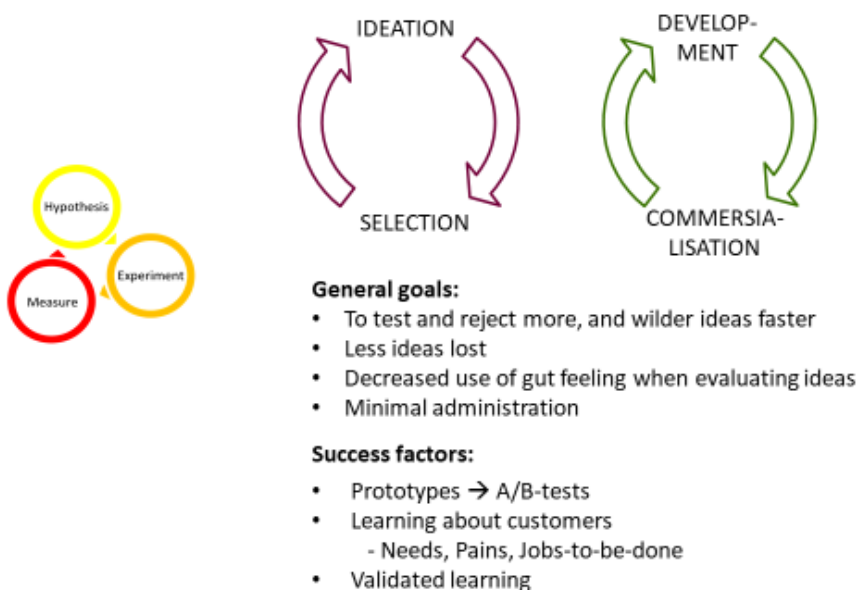 IDEATION
SELECTION
DEVELOP-
MENT
COMMERSIA-
LISATION
Hypothesis
Experiment
Measure
General goals:
• To test and reject more, and wilder ideas faster
• Less ideas lost
• Decreased use of gut feeling when evaluating ideas
• Minimal administration
Success factors:
• Prototypes → A/B-tests
• Learning about customers
- Needs, Pains, Jobs-to-be-done
• Validated learning